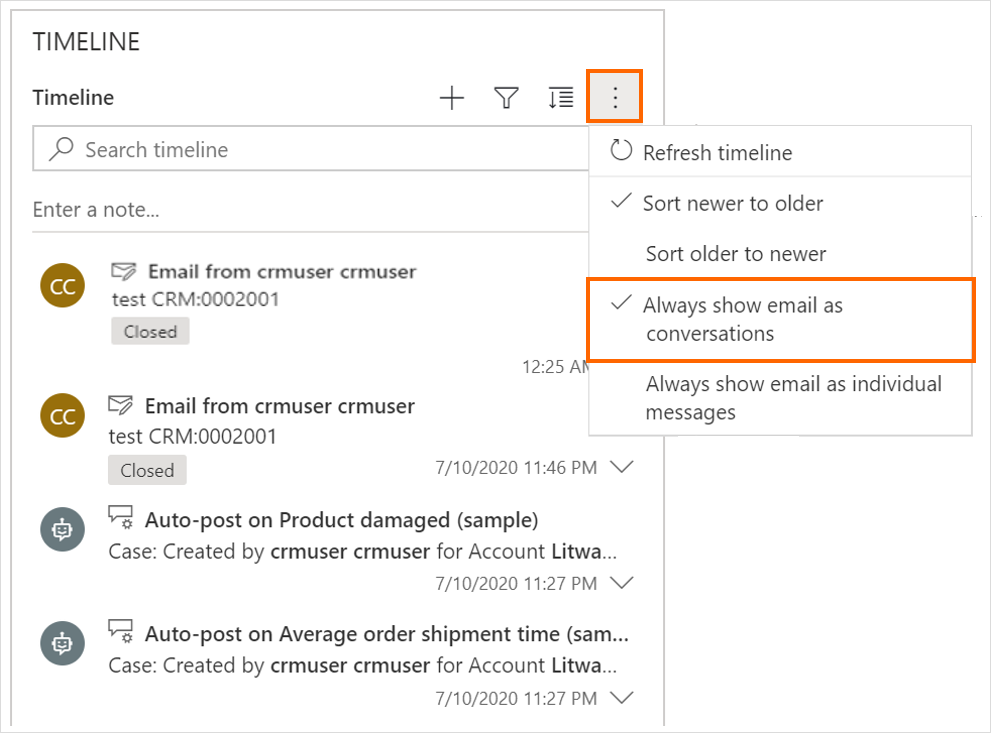 TIMELINE
Timeline
Search timeline
Enter a note...
CC
Email from crmuser crmuser
test CRM:0002001
Closed
12:25 AM
CC
Email from crmuser crmuser
test CRM:0002001
Closed
7/10/2020 11:46 PM
Auto-post on Product damaged (sample)
Case: Created by crmuser crmuser for Account Litwa...
7/10/2020 11:27 PM
Auto-post on Average order shipment time (sam...
Case: Created by crmuser crmuser for Account Litwa...
7/10/2020 11:27 PM
Refresh timeline
Sort newer to older
Sort older to newer
Always show email as
conversations
Always show email as individual
messages